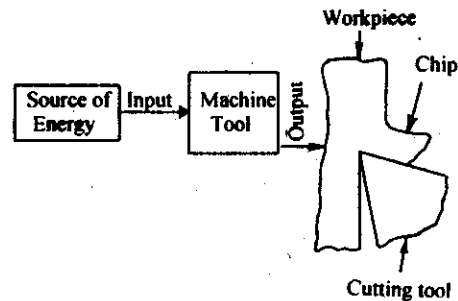 Workpiece
Chip
Source of
Energy
Input
Machine
Tool
Output
Cutting tool